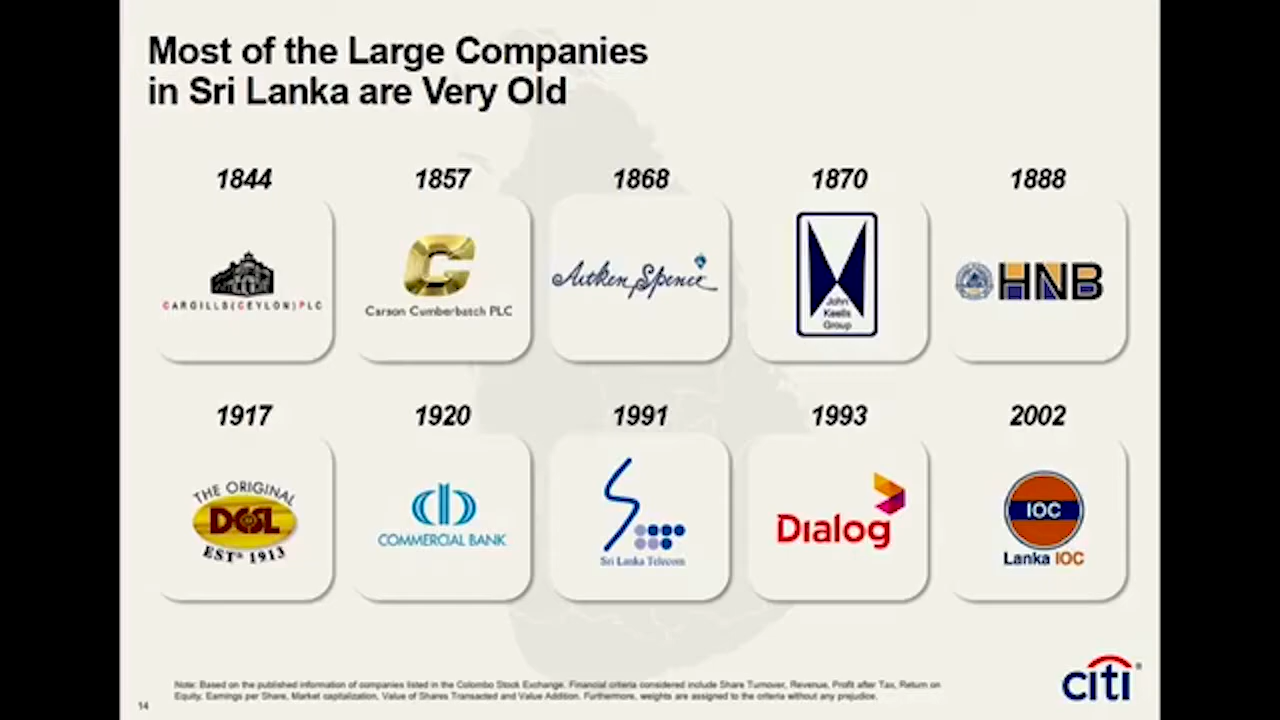 Most of the Large Companies
in Sri Lanka are Very Old
1844
1857
1868
1870
1888
CARGILLS(CEYLON)PLC
C
Carson Cumberbatch PLC
Aitken Spence
John
Keells
Group
HNB
1917
1920
1991
1993
2002
THE ORIGINAL
DCSL
ESTD 1913
COMMERCIAL BANK
Sri Lanka Telecom
Dialog
IOC
Lanka IOC
Note: Based on the published information of companies listed in the Colombo Stock Exchange. Financial criteria considered include Share Turnover, Revenue, Profit after Tax, Return on
Equity, Earnings per Share, Market capitalization, Value of Shares Transacted and Value Addition. Furthermore, weights are assigned to the criteria without any prejudice.
14
citi®